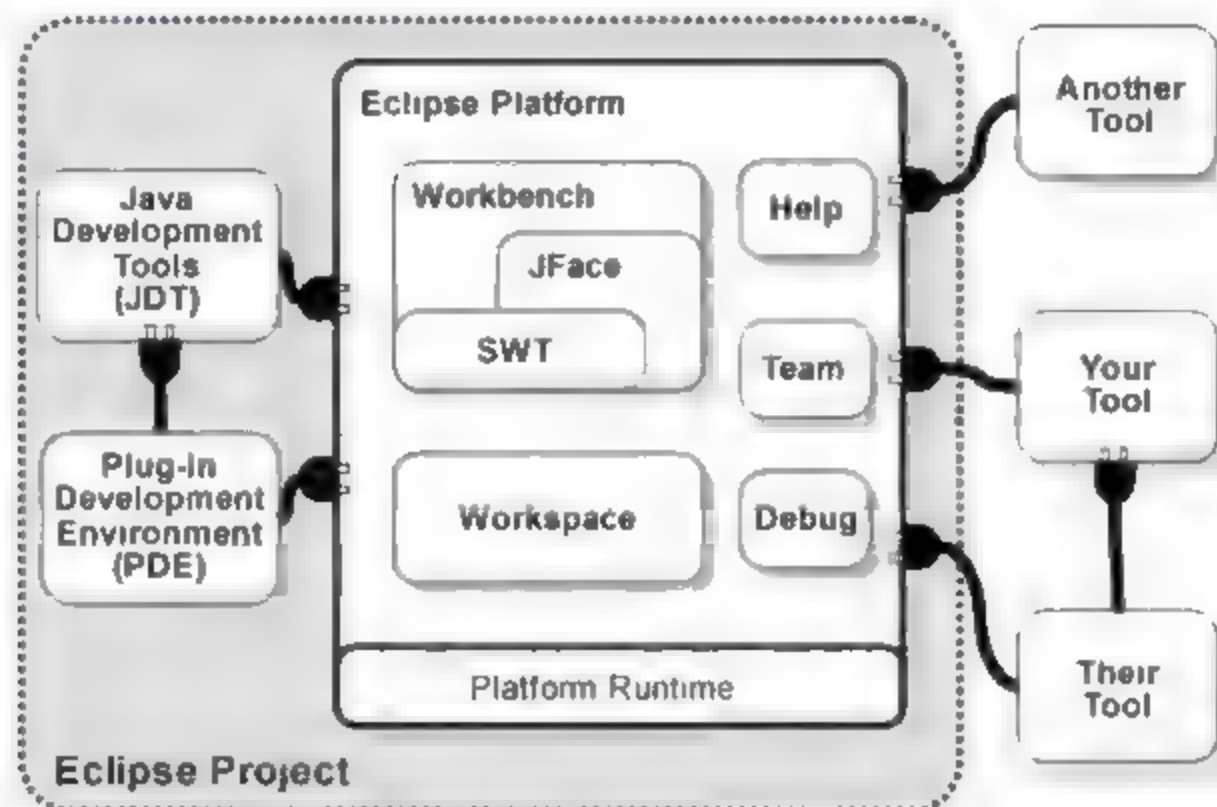 Eclipse Platform
Another
Tool
Java
Development
Tools
(JDT)
Workbench
JFace
SWT
Help
Team
Your
Tool
Plug-in
Development
Environment
(PDE)
Workspace
Debug
Their
Tool
Platform Runtime
Eclipse Project